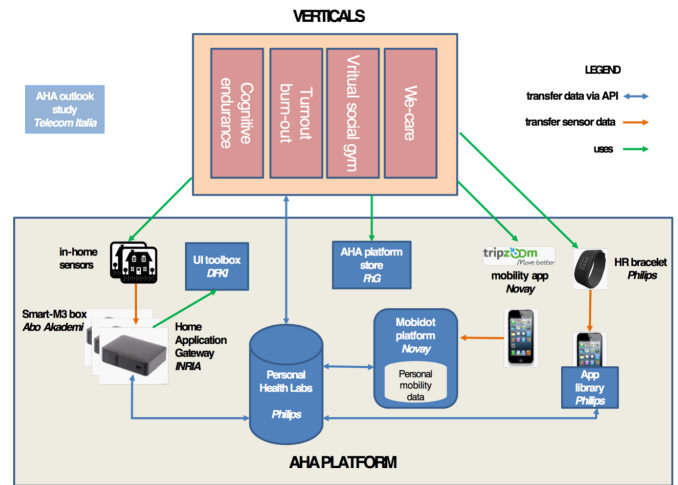 VERTICALS
Cognitive
endurance
Turnout
burn-out
Vritual social gym
We-care
AHA outlook
study
Telecom Italia
LEGEND
transfer data via API
transfer sensor data
uses
in-home
sensors
UI toolbox
DFKI
AHA platform
store
FhG
tripzoom
Move better
mobility app
Novay
HR bracelet
Philips
Smart-M3 box
Abo Akademi
Home
Application
Gateway
INRIA
Personal
Health Labs
Philips
Mobidot
platform
Novay
Personal
mobility
data
App
library
Philips
AHA PLATFORM